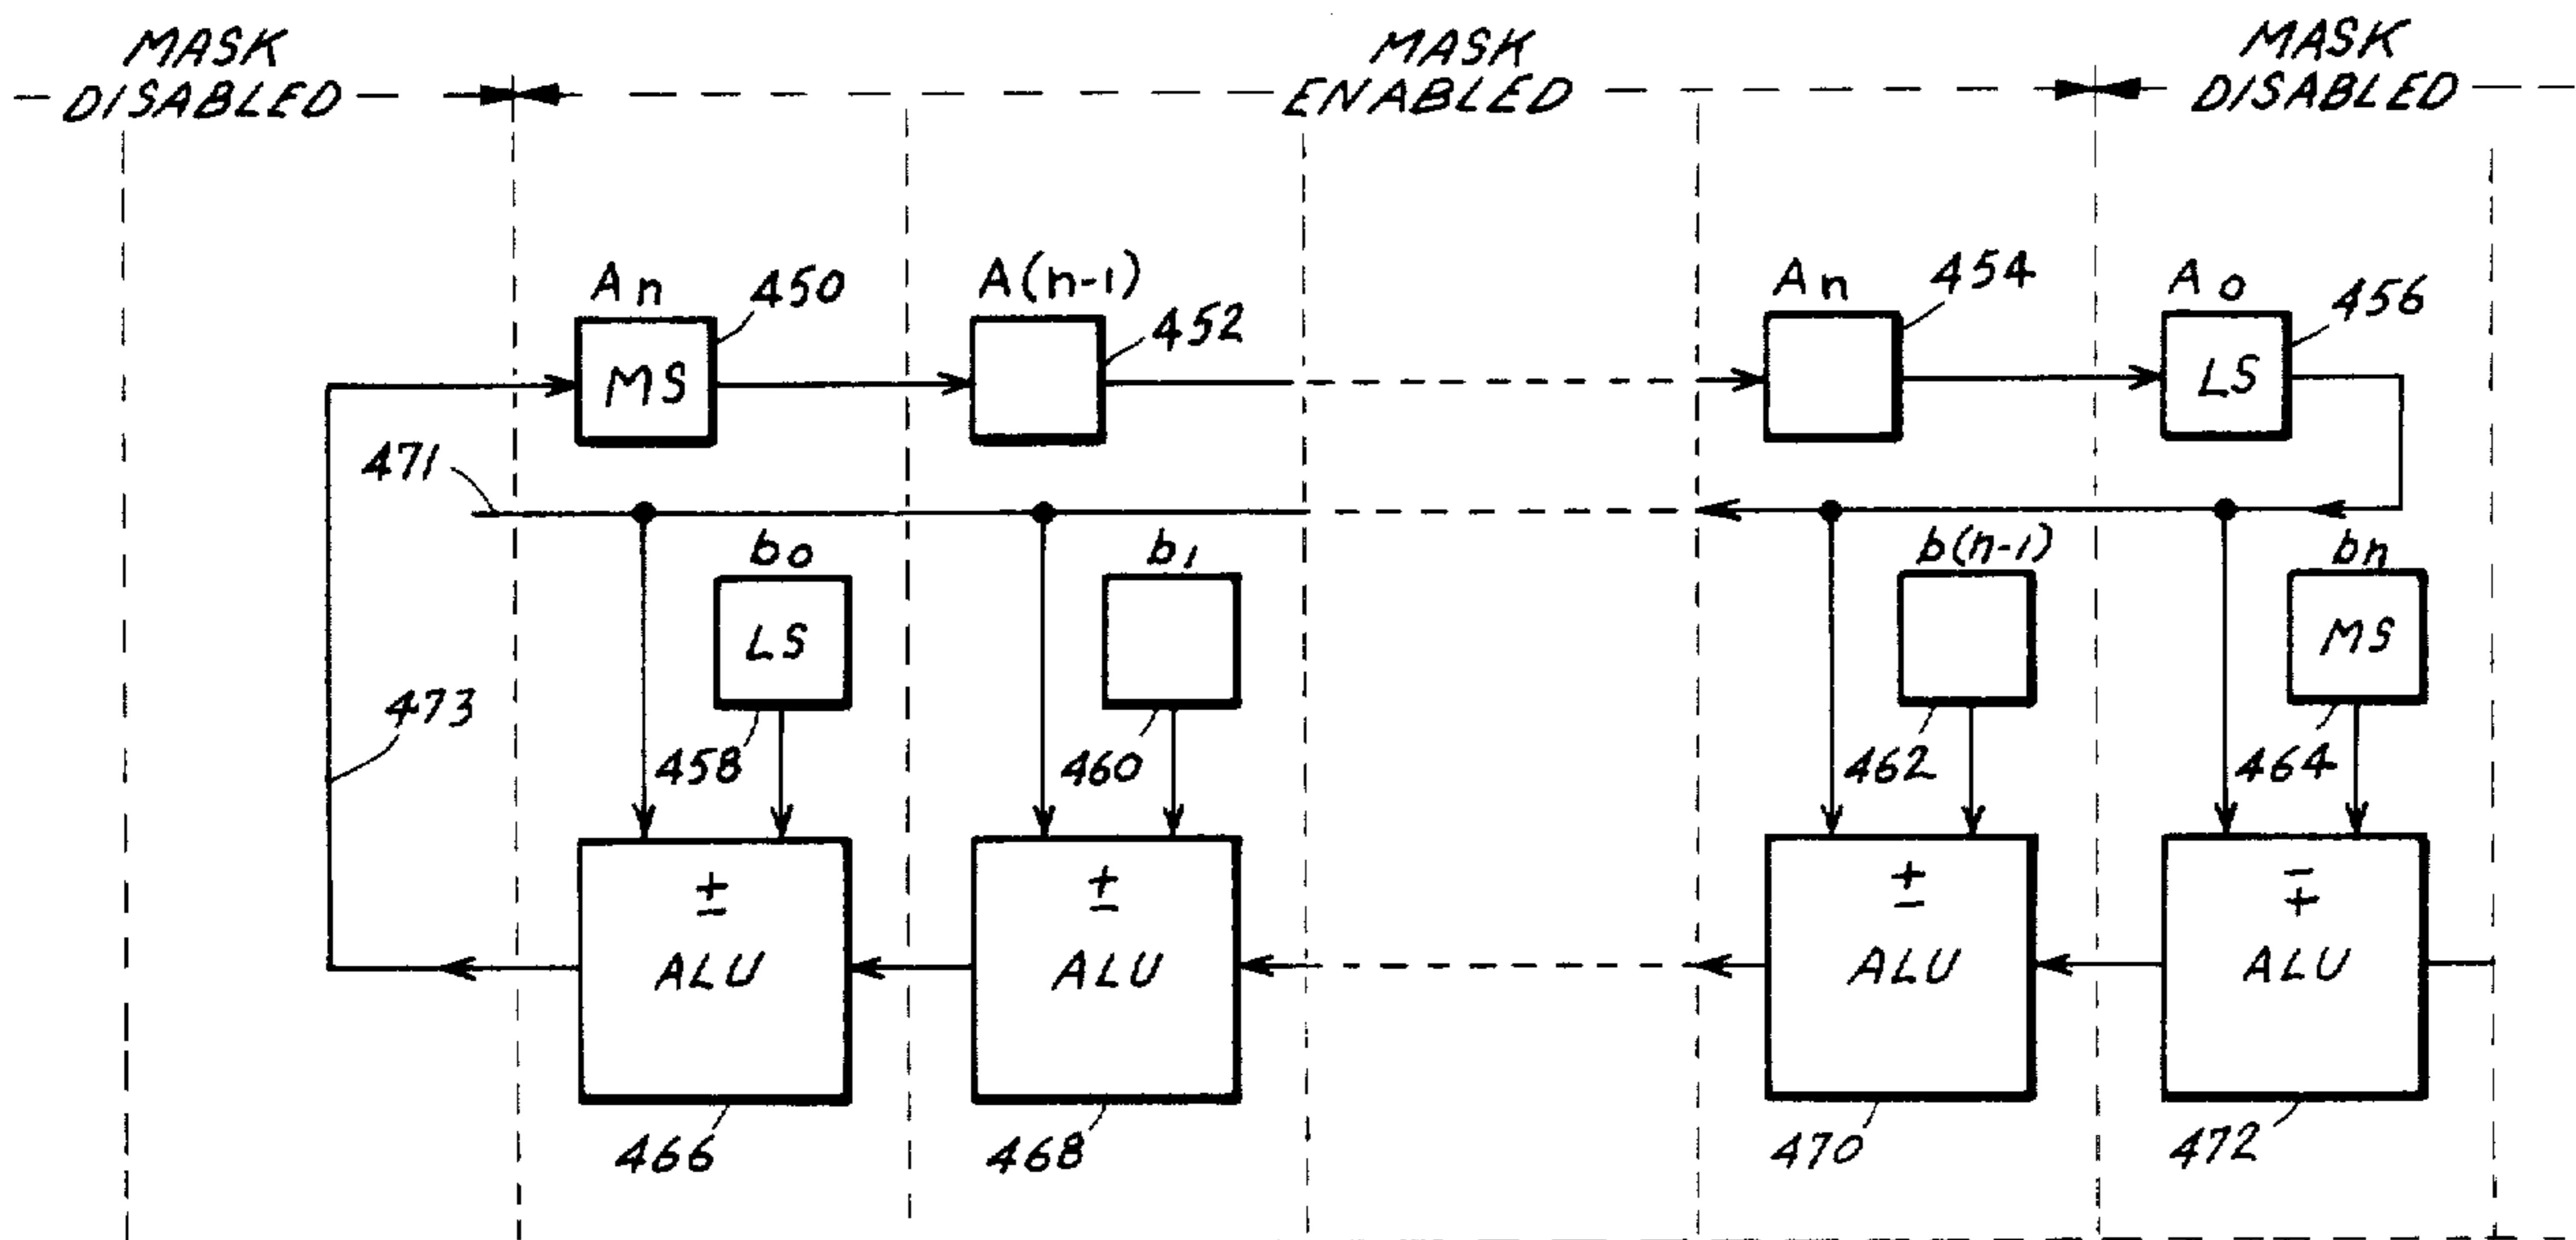 MASK DISABLED
MASK ENABLED
MASK DISABLED
An 450
A(n-1) 452
An 454
Ao 456
MS
LS
471
bo
b1
b(n-1)
bn
LS
MS
473
458
460
462
464
±
±
±
∓
ALU
ALU
ALU
ALU
466
468
470
472